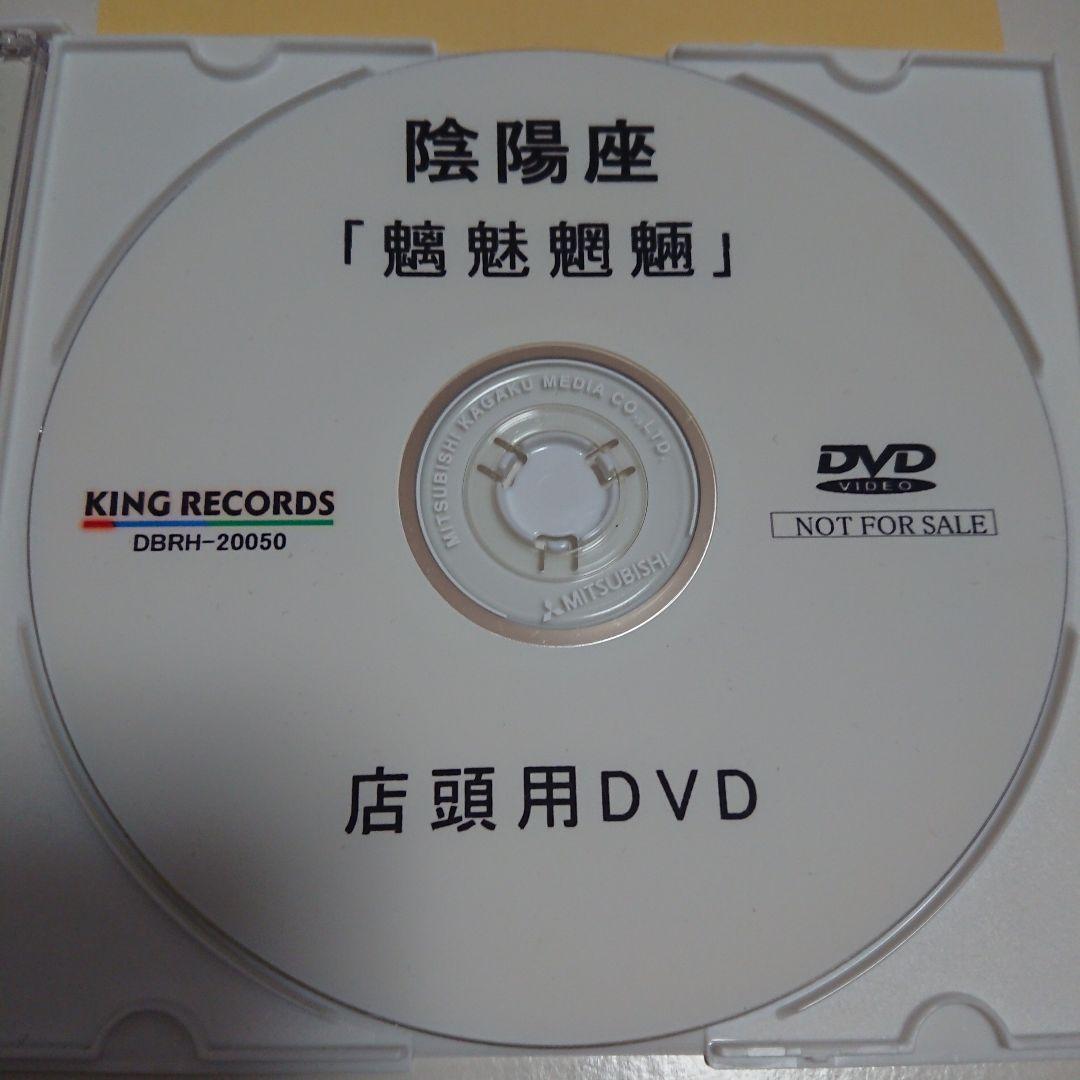 陰陽座
「魑魅魍魎」
MITSUBISHI KAGAKU MEDIA CO.,LTD.
KING RECORDS
DBRH-20050
DVD
VIDEO
NOT FOR SALE
MITSUBISHI
店頭用DVD